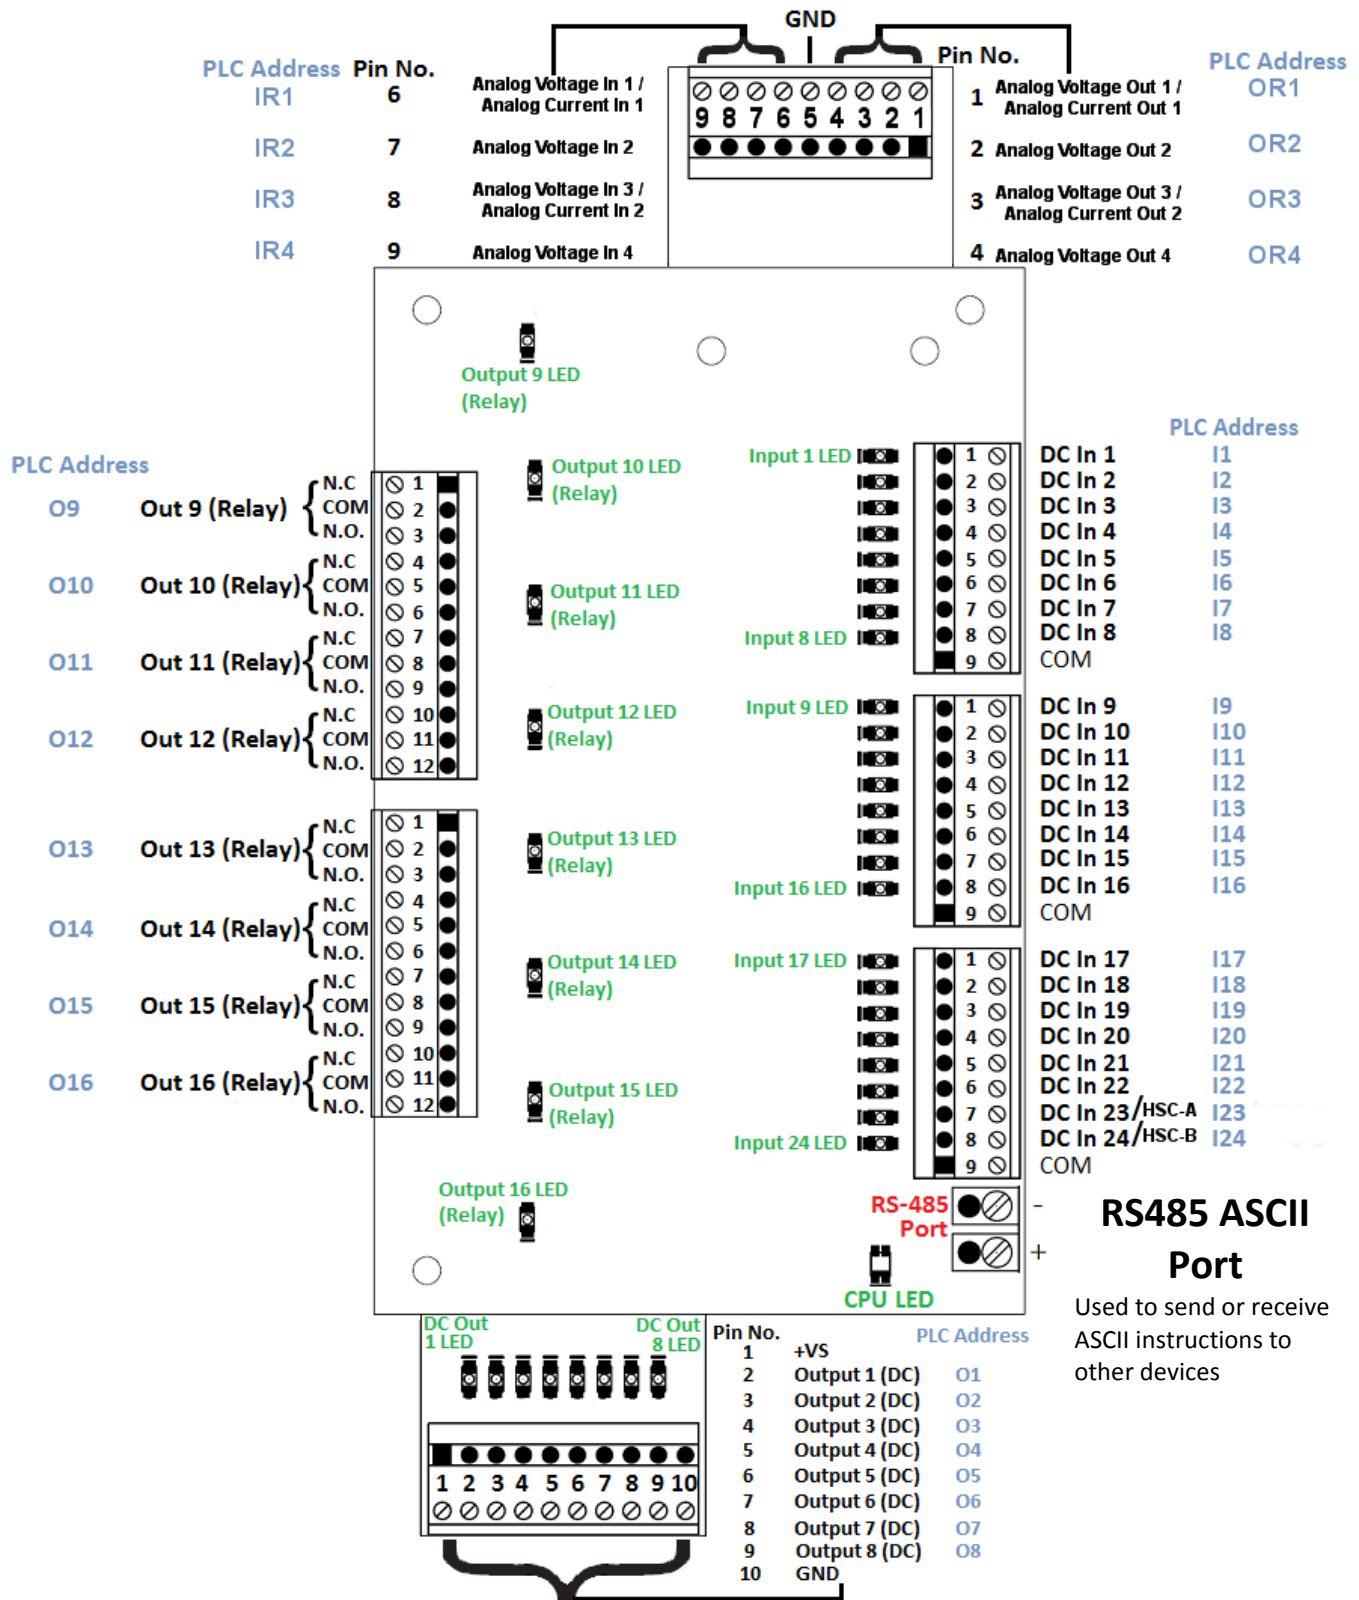 GND
PLC Address Pin No.
IR1 6 Analog Voltage In 1 /
Analog Current In 1
IR2 7 Analog Voltage In 2
IR3 8 Analog Voltage In 3 /
Analog Current In 2
IR4 9 Analog Voltage In 4
9 8 7 6 5 4 3 2 1
Pin No. PLC Address
1 Analog Voltage Out 1 / OR1
Analog Current Out 1
2 Analog Voltage Out 2 OR2
3 Analog Voltage Out 3 / OR3
Analog Current Out 2
4 Analog Voltage Out 4 OR4
Output 9 LED
(Relay)
PLC Address
O9 Out 9 (Relay)
N.C 1
COM 2
N.O. 3
O10 Out 10 (Relay)
N.C 4
COM 5
N.O. 6
O11 Out 11 (Relay)
N.C 7
COM 8
N.O. 9
O12 Out 12 (Relay)
N.C 10
COM 11
N.O. 12
O13 Out 13 (Relay)
N.C 1
COM 2
N.O. 3
O14 Out 14 (Relay)
N.C 4
COM 5
N.O. 6
O15 Out 15 (Relay)
N.C 7
COM 8
N.O. 9
O16 Out 16 (Relay)
N.C 10
COM 11
N.O. 12
Output 10 LED
(Relay)
Output 11 LED
(Relay)
Output 12 LED
(Relay)
Output 13 LED
(Relay)
Output 14 LED
(Relay)
Output 15 LED
(Relay)
Output 16 LED
(Relay)
PLC Address
Input 1 LED 1 DC In 1 I1
2 DC In 2 I2
3 DC In 3 I3
4 DC In 4 I4
5 DC In 5 I5
6 DC In 6 I6
7 DC In 7 I7
Input 8 LED 8 DC In 8 I8
9 COM
Input 9 LED 1 DC In 9 I9
2 DC In 10 I10
3 DC In 11 I11
4 DC In 12 I12
5 DC In 13 I13
6 DC In 14 I14
7 DC In 15 I15
Input 16 LED 8 DC In 16 I16
9 COM
Input 17 LED 1 DC In 17 I17
2 DC In 18 I18
3 DC In 19 I19
4 DC In 20 I20
5 DC In 21 I21
6 DC In 22 I22
7 DC In 23/HSC-A I23
Input 24 LED 8 DC In 24/HSC-B I24
9 COM
RS-485
Port
-
+
CPU LED
RS485 ASCII
Port
Used to send or receive
ASCII instructions to
other devices
DC Out
1 LED
DC Out
8 LED
1 2 3 4 5 6 7 8 9 10
Pin No. PLC Address
1 +VS
2 Output 1 (DC) O1
3 Output 2 (DC) O2
4 Output 3 (DC) O3
5 Output 4 (DC) O4
6 Output 5 (DC) O5
7 Output 6 (DC) O6
8 Output 7 (DC) O7
9 Output 8 (DC) O8
10 GND